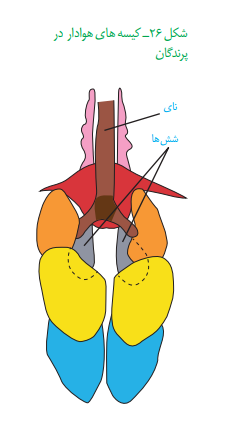 شکل ۲۶ــ کیسه های هوادار در
پرندگان
نای
شش‌ها